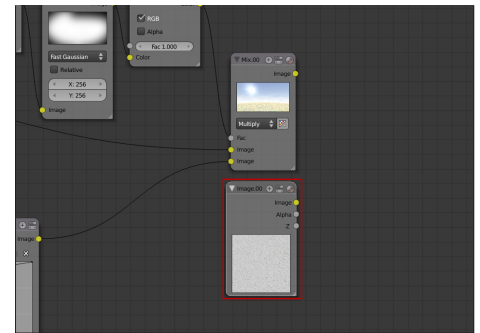 RGB
Alpha
Fac 1.000
Color
Fast Gaussian
Relative
X: 256
Y: 256
Image
Mix.00
Image
Multiply
Fac
Image
Image
Image.00
Image
Alpha
Z
Image